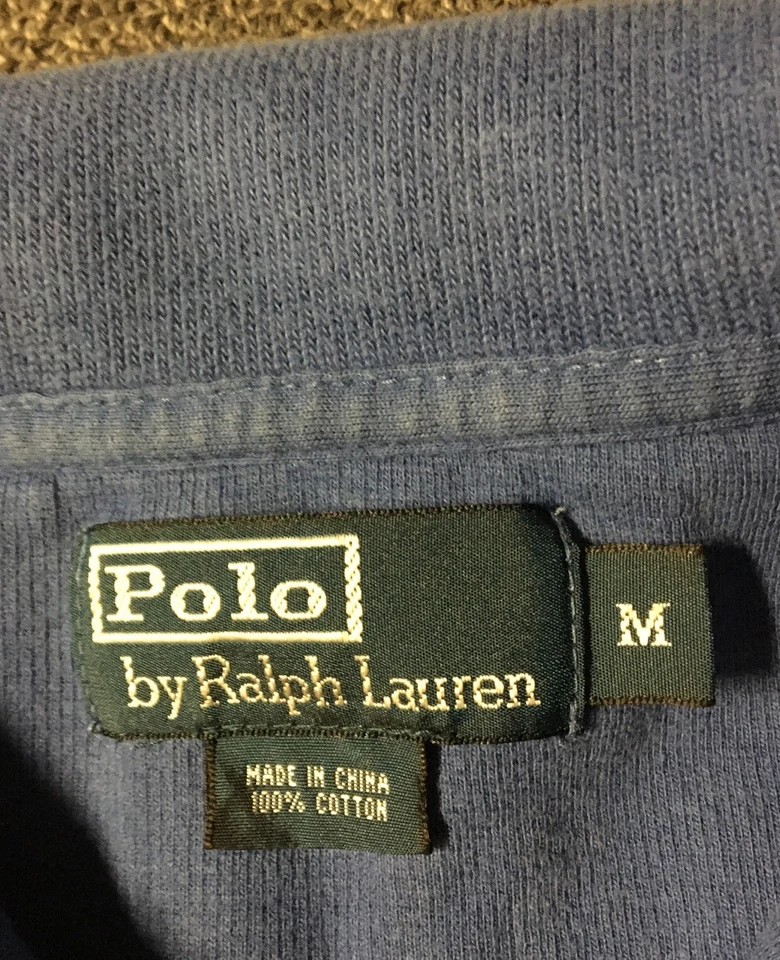 Polo
by Ralph Lauren
M
MADE IN CHINA
100% COTTON